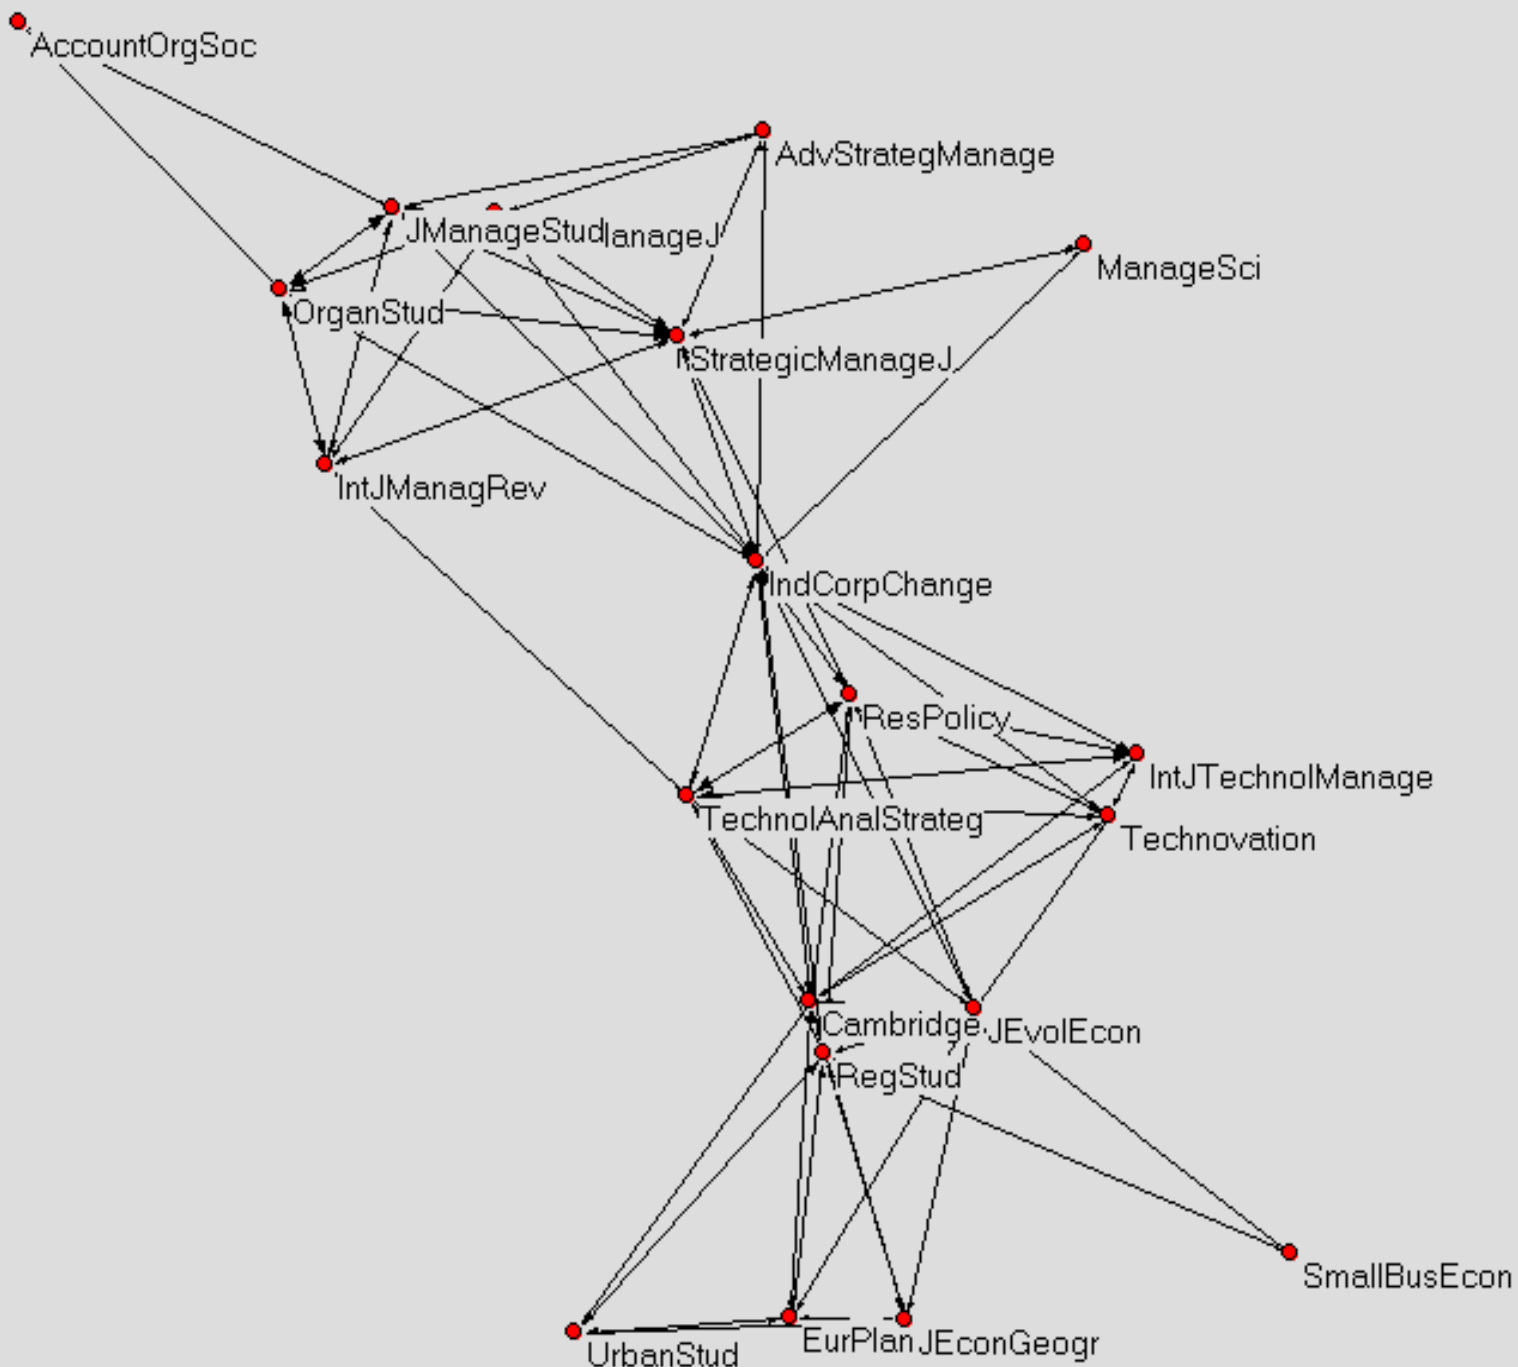 AccountOrgSoc
AdvStrategManage
JManageStud
anageJ
ManageSci
OrganStud
StrategicManageJ
IntJManagRev
IndCorpChange
ResPolicy
IntJTechnolManage
TechnolAnalStrateg
Technovation
Cambridge
JEvolEcon
RegStud
SmallBusEcon
EurPlan
JEconGeogr
UrbanStud